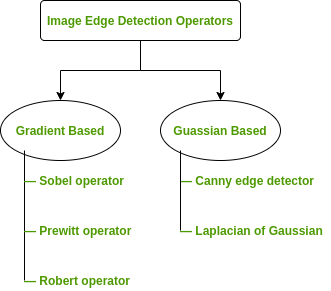 Image Edge Detection Operators
Gradient Based
Guassian Based
Sobel operator
Canny edge detector
Prewitt operator
Laplacian of Gaussian
Robert operator